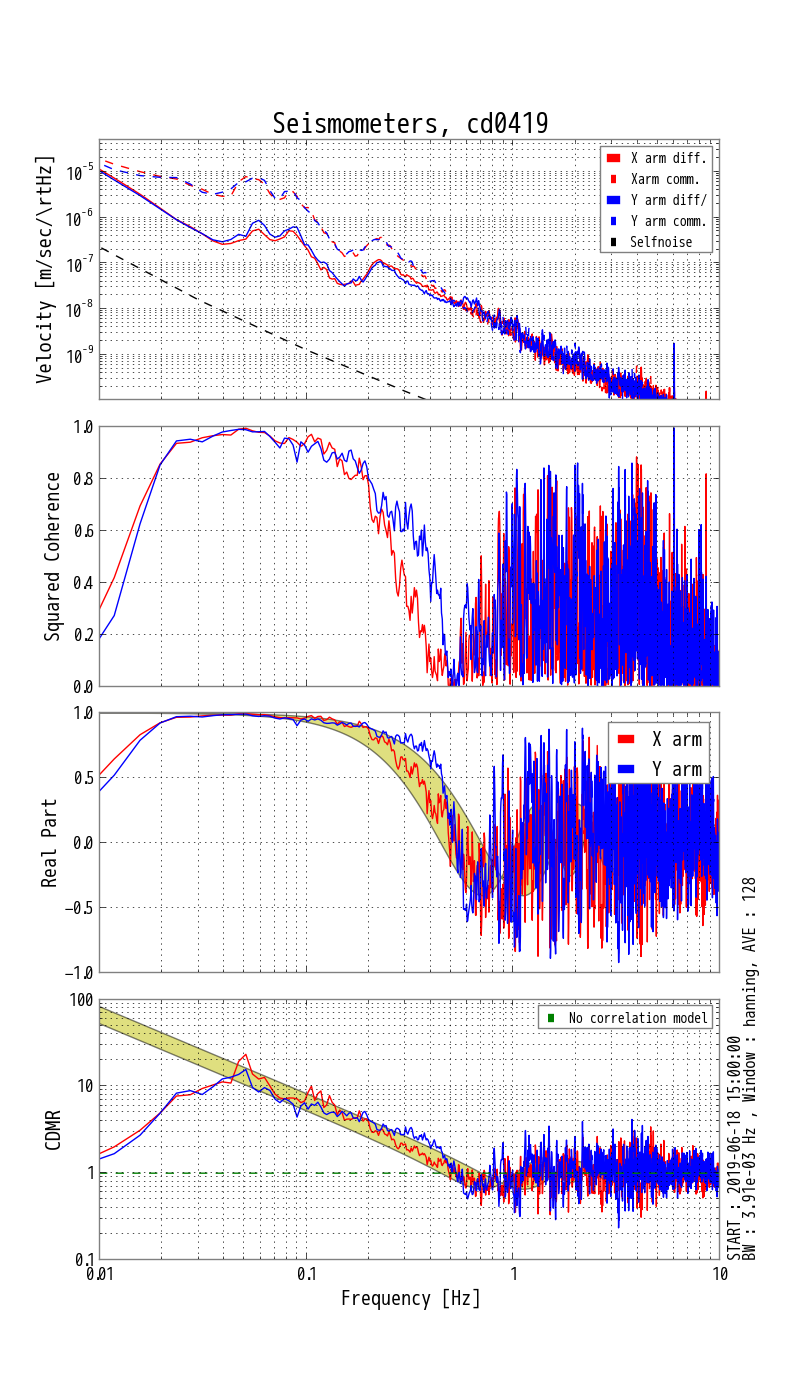 Seismometers, cd0419
Velocity [m/sec/\rtHz]
10-5
10-6
10-7
10-8
10-9
X arm diff.
Xarm comm.
Y arm diff/
Y arm comm.
Selfnoise
Squared Coherence
1.0
0.8
0.6
0.4
0.2
0.0
Real Part
1.0
0.5
0.0
−0.5
−1.0
X arm
Y arm
CDMR
100
10
1
0.1
No correlation model
0.01
0.1
1
10
Frequency [Hz]
START : 2019-06-18 15:00:00
BW : 3.91e-03 Hz , Window : hanning, AVE : 128